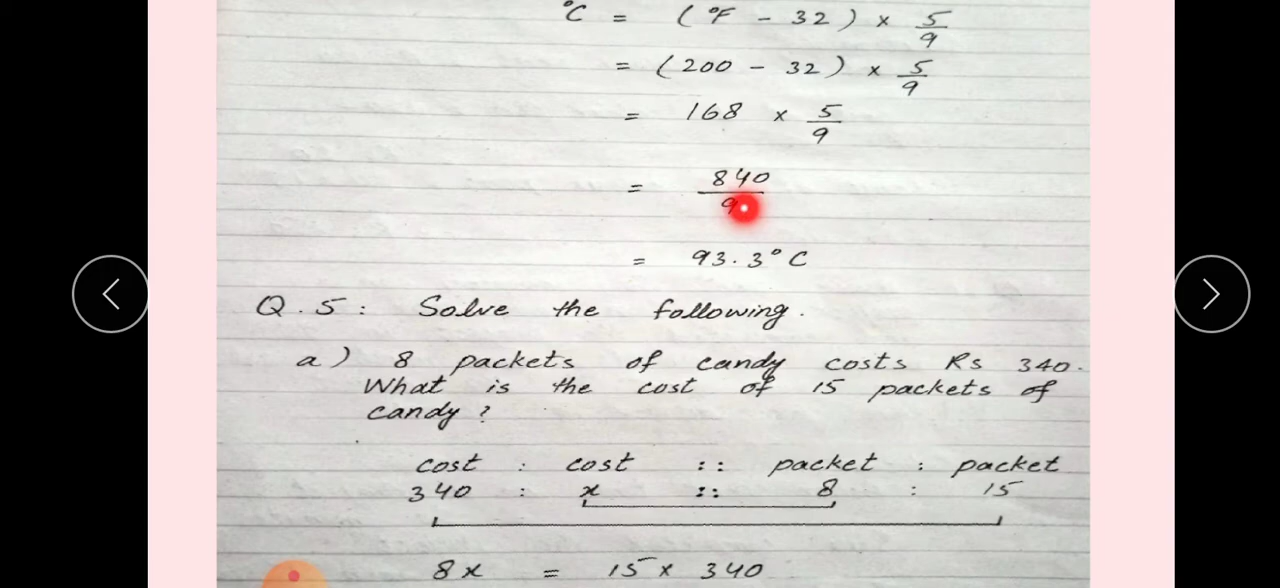 °C = (°F - 32) × 5/9
= (200 - 32) × 5/9
= 168 × 5/9
= 840/9
= 93.3°C
Q.5: Solve the following.
a) 8 packets of candy costs Rs 340.
What is the cost of 15 packets of
candy?
cost : cost :: packet : packet
340 : x :: 8 : 15
8x = 15 × 340